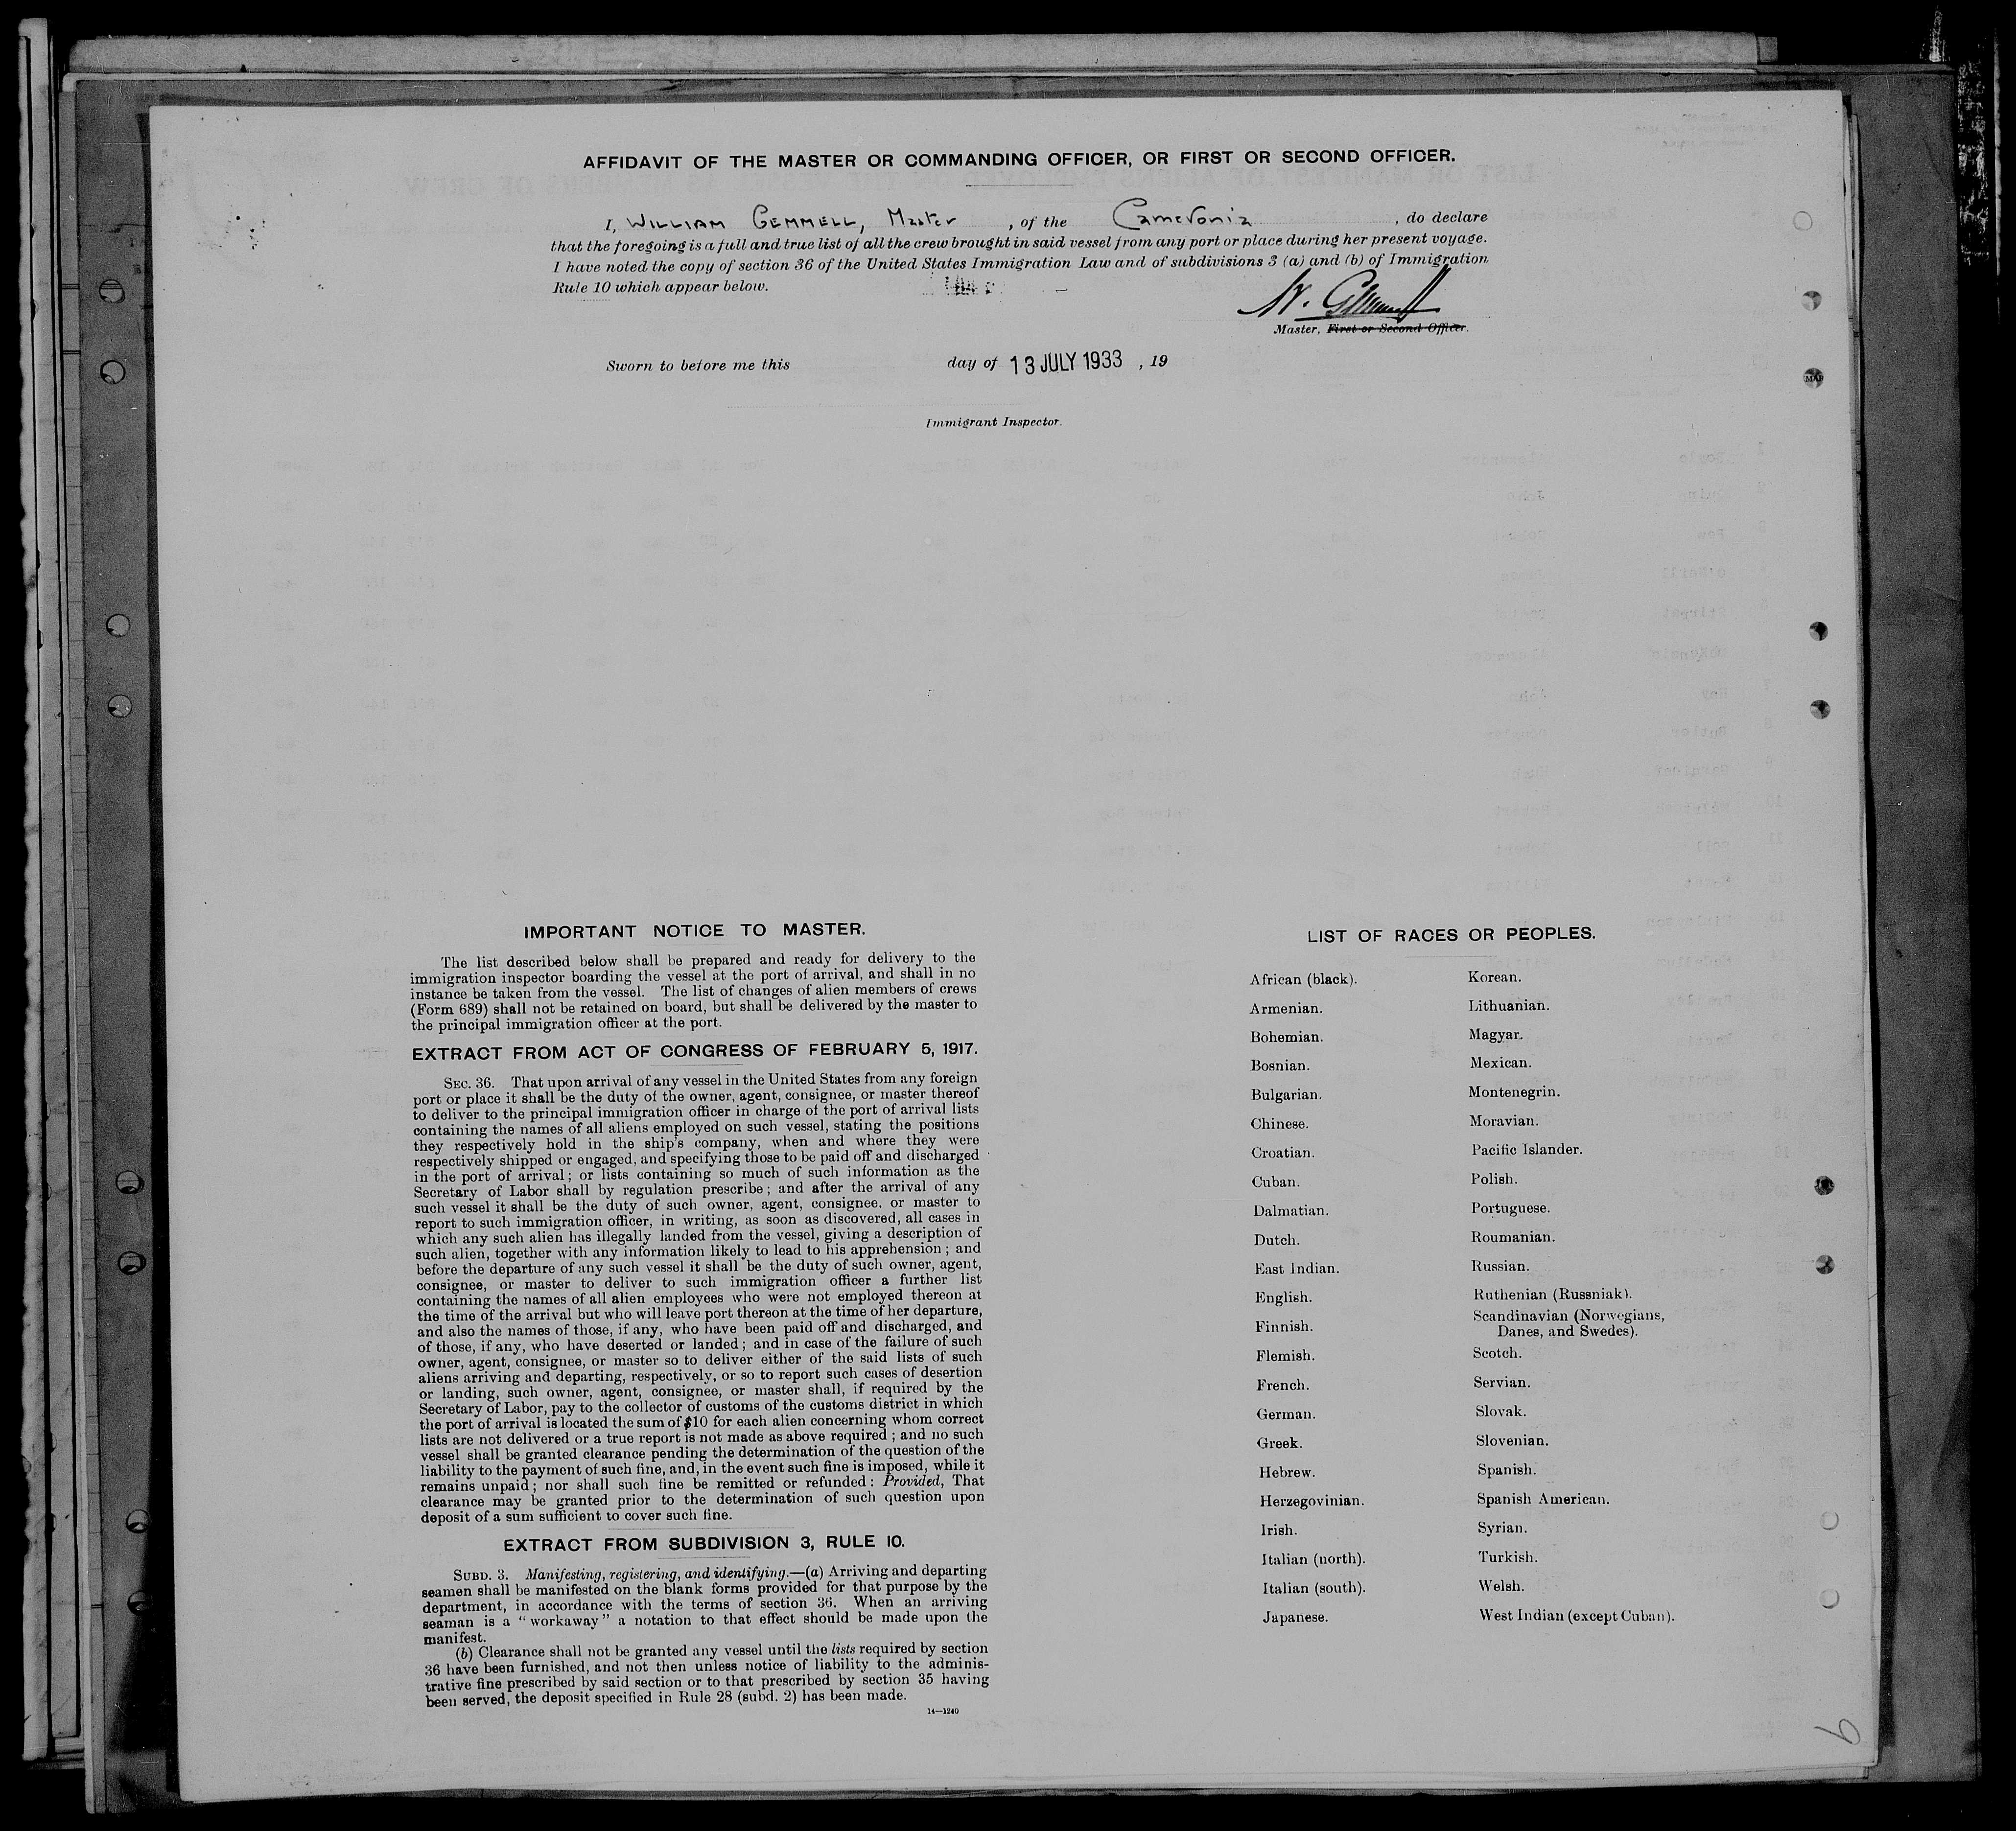 AFFIDAVIT OF THE MASTER OR COMMANDING OFFICER, OR FIRST OR SECOND OFFICER.
I, WILLIAM GEMMELL, Master, of the Cameronia, do declare
that the foregoing is a full and true list of all the crew brought in said vessel from any port or place during her present voyage.
I have noted the copy of section 36 of the United States Immigration Law and of subdivisions 3 (a) and (b) of Immigration
Rule 10 which appear below.
W. Gemmell
Master, First or Second Officer.
Sworn to before me this day of 13 JULY 1933, 19
Immigrant Inspector.
IMPORTANT NOTICE TO MASTER.
The list described below shall be prepared and ready for delivery to the
immigration inspector boarding the vessel at the port of arrival, and shall in no
instance be taken from the vessel. The list of changes of alien members of crews
(Form 689) shall not be retained on board, but shall be delivered by the master to
the principal immigration officer at the port.
EXTRACT FROM ACT OF CONGRESS OF FEBRUARY 5, 1917.
SEC. 36. That upon arrival of any vessel in the United States from any foreign
port or place it shall be the duty of the owner, agent, consignee, or master thereof
to deliver to the principal immigration officer in charge of the port of arrival lists
containing the names of all aliens employed on such vessel, stating the positions
they respectively hold in the ship's company, when and where they were
respectively shipped or engaged, and specifying those to be paid off and discharged
in the port of arrival; or lists containing so much of such information as the
Secretary of Labor shall by regulation prescribe; and after the arrival of any
such vessel it shall be the duty of such owner, agent, consignee, or master to
report to such immigration officer, in writing, as soon as discovered, all cases in
which any such alien has illegally landed from the vessel, giving a description of
such alien, together with any information likely to lead to his apprehension; and
before the departure of any such vessel it shall be the duty of such owner, agent,
consignee, or master to deliver to such immigration officer a further list
containing the names of all alien employees who were not employed thereon at
the time of the arrival but who will leave port thereon at the time of her departure,
and also the names of those, if any, who have been paid off and discharged, and
of those, if any, who have deserted or landed; and in case of the failure of such
owner, agent, consignee, or master so to deliver either of the said lists of such
aliens arriving and departing, respectively, or so to report such cases of desertion
or landing, such owner, agent, consignee, or master shall, if required by the
Secretary of Labor, pay to the collector of customs of the customs district in which
the port of arrival is located the sum of $10 for each alien concerning whom correct
lists are not delivered or a true report is not made as above required; and no such
vessel shall be granted clearance pending the determination of the question of the
liability to the payment of such fine, and, in the event such fine is imposed, while it
remains unpaid; nor shall such fine be remitted or refunded: Provided, That
clearance may be granted prior to the determination of such question upon
deposit of a sum sufficient to cover such fine.
EXTRACT FROM SUBDIVISION 3, RULE 10.
SUBD. 3. Manifesting, registering, and identifying.—(a) Arriving and departing
seamen shall be manifested on the blank forms provided for that purpose by the
department, in accordance with the terms of section 36. When an arriving
seaman is a "workaway" a notation to that effect should be made upon the
manifest.
(b) Clearance shall not be granted any vessel until the lists required by section
36 have been furnished, and not then unless notice of liability to the adminis-
trative fine prescribed by said section or to that prescribed by section 35 having
been served, the deposit specified in Rule 28 (subd. 2) has been made.
14—1240
LIST OF RACES OR PEOPLES.
African (black).
Armenian.
Bohemian.
Bosnian.
Bulgarian.
Chinese.
Croatian.
Cuban.
Dalmatian.
Dutch.
East Indian.
English.
Finnish.
Flemish.
French.
German.
Greek.
Hebrew.
Herzegovinian.
Irish.
Italian (north).
Italian (south).
Japanese.
Korean.
Lithuanian.
Magyar.
Mexican.
Montenegrin.
Moravian.
Pacific Islander.
Polish.
Portuguese.
Roumanian.
Russian.
Ruthenian (Russniak).
Scandinavian (Norwegians,
Danes, and Swedes).
Scotch.
Servian.
Slovak.
Slovenian.
Spanish.
Spanish American.
Syrian.
Turkish.
Welsh.
West Indian (except Cuban).